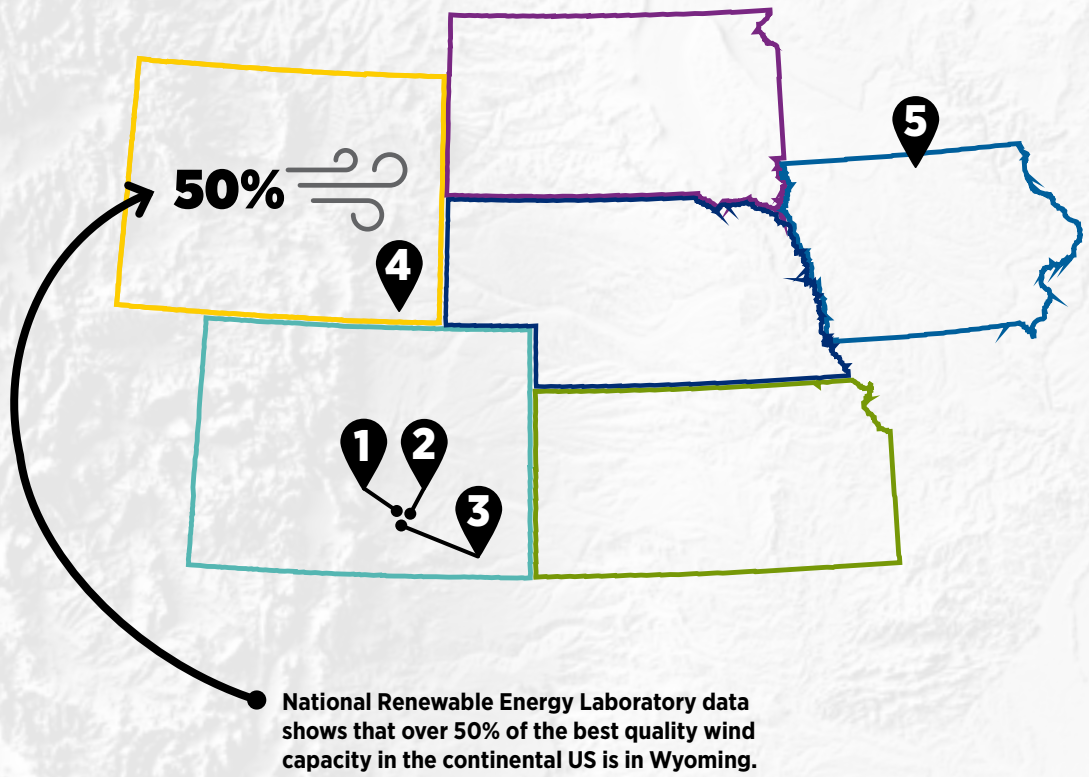 5
50%
4
1
2
3
National Renewable Energy Laboratory data
shows that over 50% of the best quality wind
capacity in the continental US is in Wyoming.